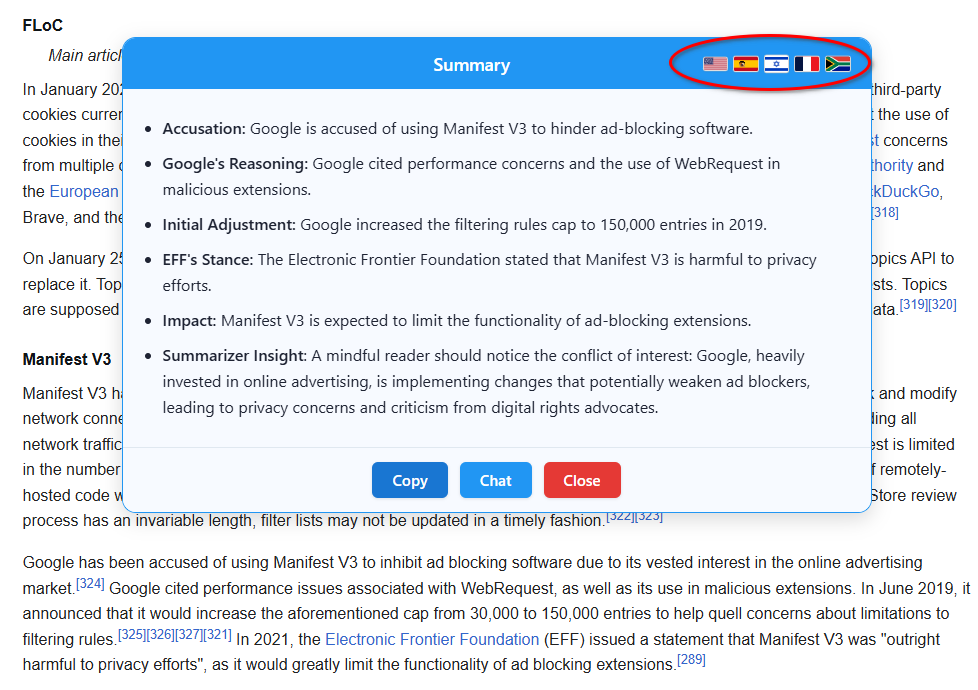 FLoC
Main articl
Summary
In January 202
third-party
cookies curren
the use of
• Accusation: Google is accused of using Manifest V3 to hinder ad-blocking software.
cookies in thei
st concerns
• Google's Reasoning: Google cited performance concerns and the use of WebRequest in
from multiple
thority and
malicious extensions.
the European
ckDuckGo,
Brave, and the
[318]
• Initial Adjustment: Google increased the filtering rules cap to 150,000 entries in 2019.
On January 25
opics API to
• EFF's Stance: The Electronic Frontier Foundation stated that Manifest V3 is harmful to privacy
replace it. Top
sts. Topics
efforts.
are supposed
ata.[319][320]
• Impact: Manifest V3 is expected to limit the functionality of ad-blocking extensions.
Manifest V3
• Summarizer Insight: A mindful reader should notice the conflict of interest: Google, heavily
invested in online advertising, is implementing changes that potentially weaken ad blockers,
Manifest V3 ha
and modify
leading to privacy concerns and criticism from digital rights advocates.
network conne
ding all
network traffic
est is limited
in the number
f remotely-
Copy
Chat
Close
hosted code w
Store review
process has an invariable length, filter lists may not be updated in a timely fashion.[322][323]
Google has been accused of using Manifest V3 to inhibit ad blocking software due to its vested interest in the online advertising
market.[324] Google cited performance issues associated with WebRequest, as well as its use in malicious extensions. In June 2019, it
announced that it would increase the aforementioned cap from 30,000 to 150,000 entries to help quell concerns about limitations to
filtering rules.[325][326][327][321] In 2021, the Electronic Frontier Foundation (EFF) issued a statement that Manifest V3 was "outright
harmful to privacy efforts", as it would greatly limit the functionality of ad blocking extensions.[289]